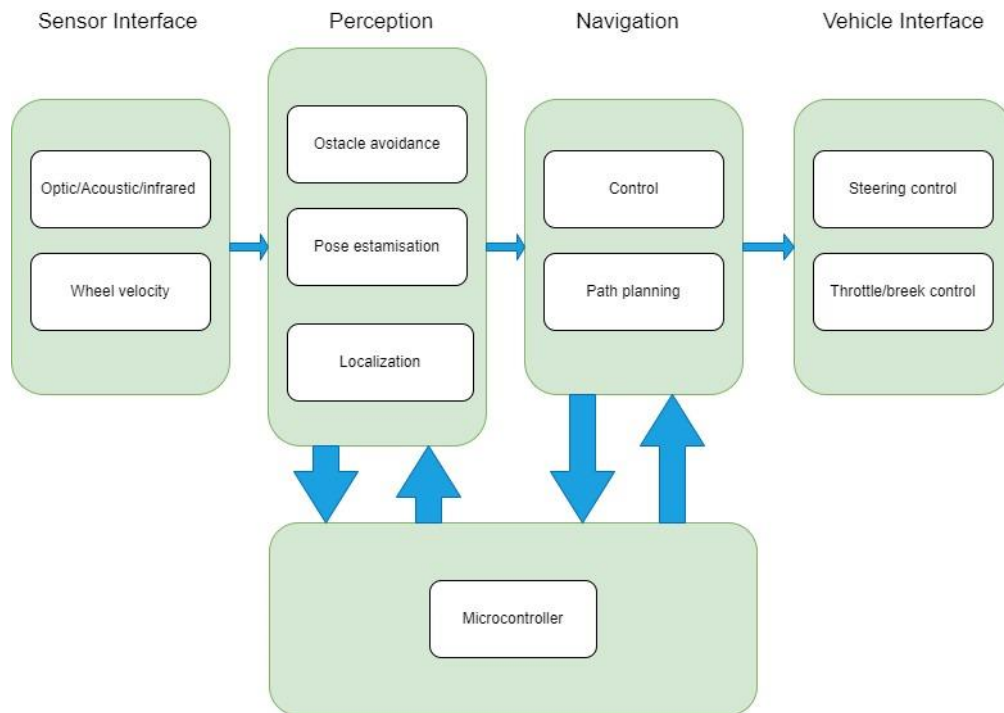 Sensor Interface
Perception
Navigation
Vehicle Interface
Optic/Acoustic/infrared
Wheel velocity
Ostacle avoidance
Pose estamisation
Localization
Control
Path planning
Steering control
Throttle/breek control
Microcontroller